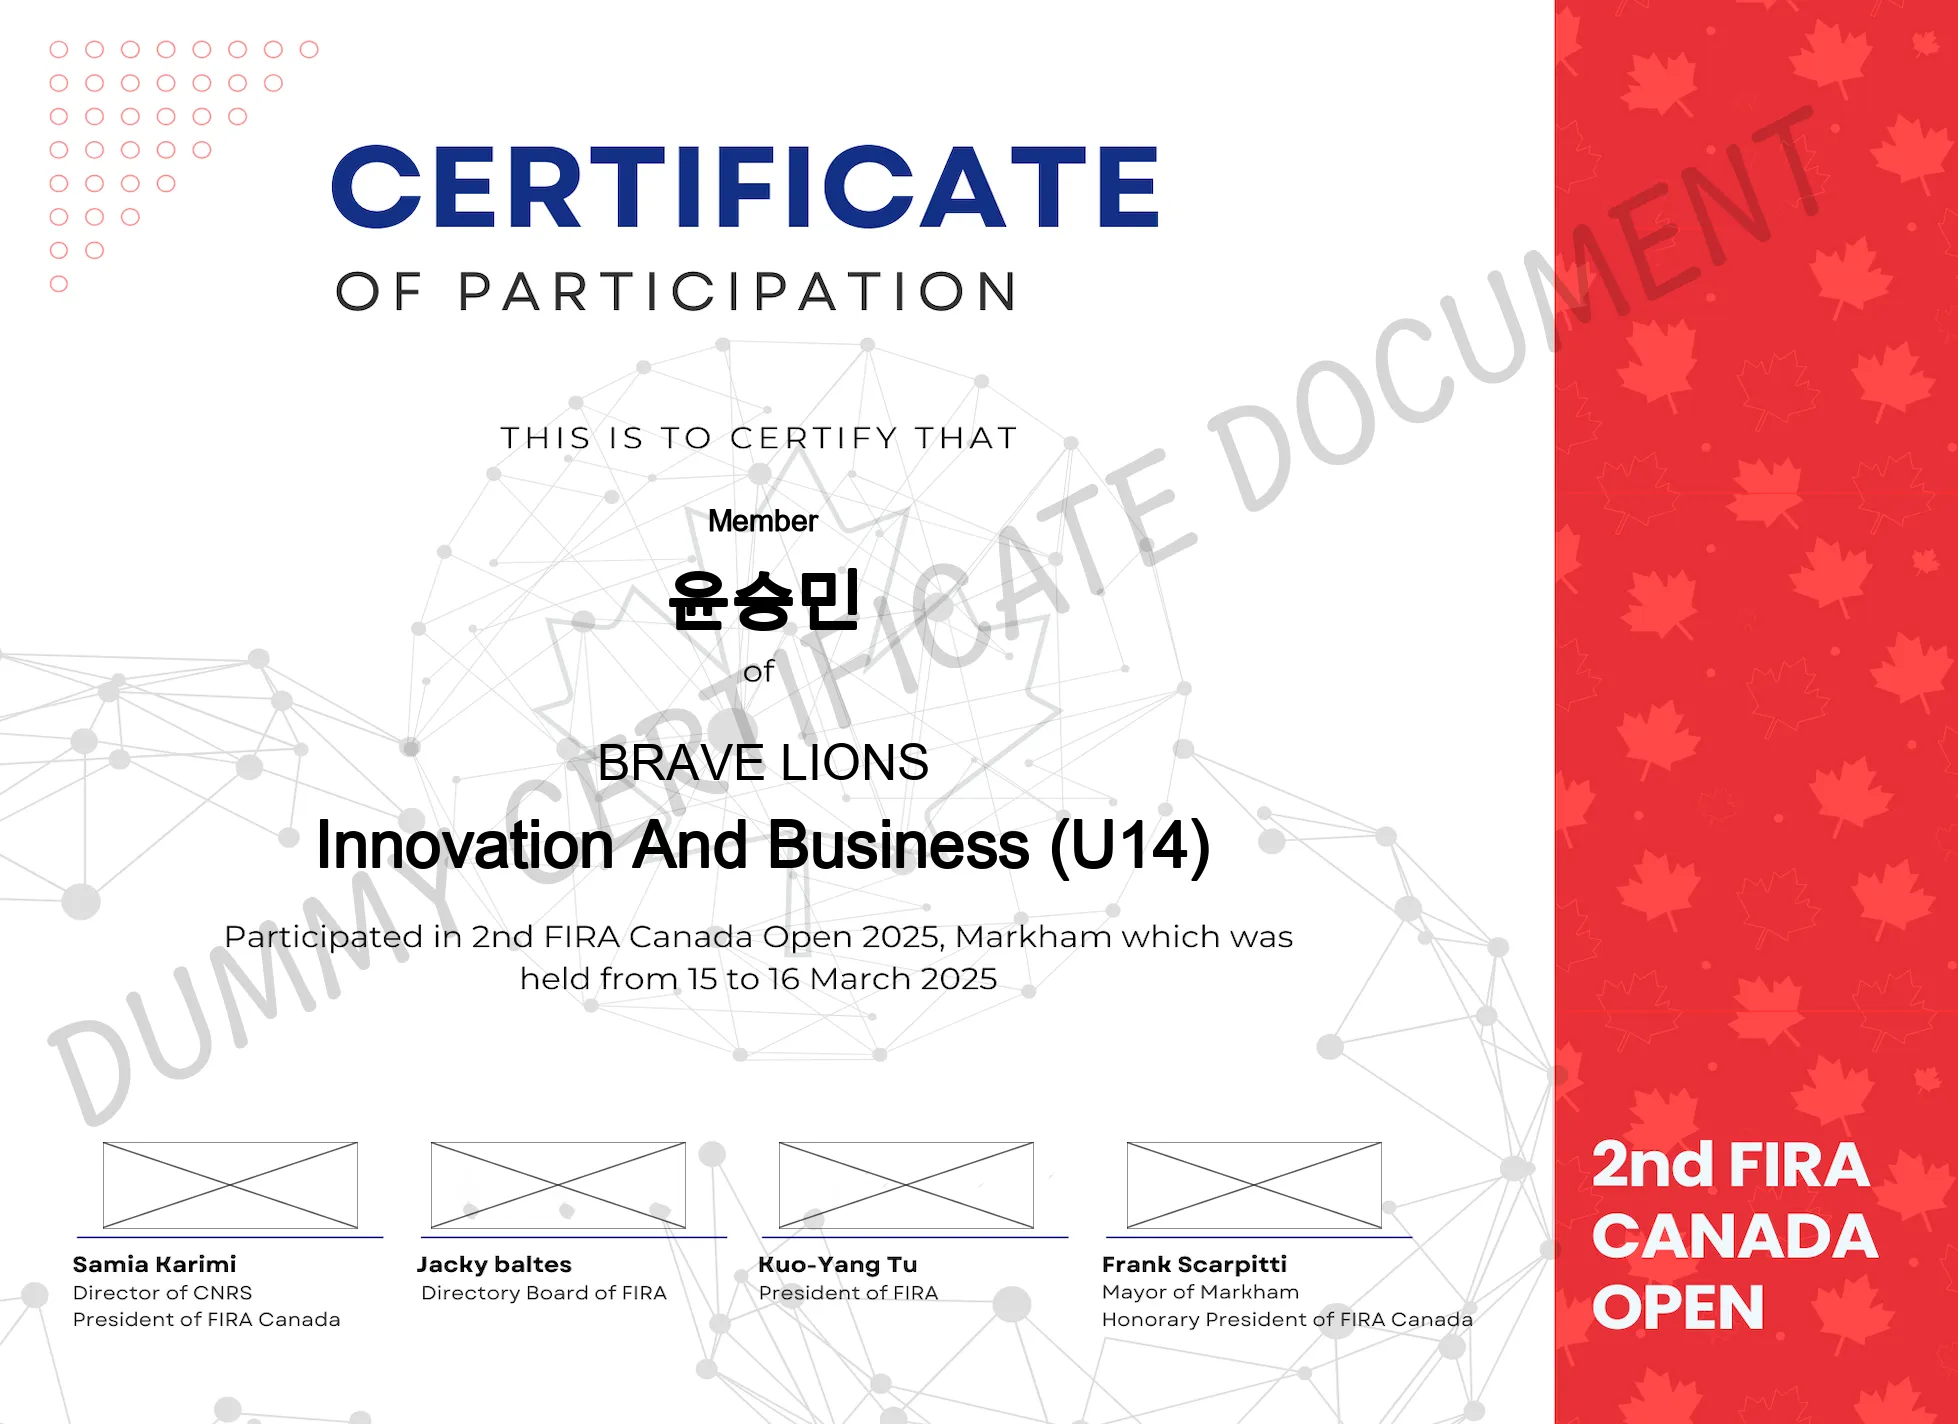 CERTIFICATE
OF PARTICIPATION
THIS IS TO CERTIFY THAT
Member
윤승민
of
BRAVE LIONS
Innovation And Business (U14)
Participated in 2nd FIRA Canada Open 2025, Markham which was
held from 15 to 16 March 2025
DUMMY CERTIFICATE DOCUMENT
Samia Karimi
Director of CNRS
President of FIRA Canada
Jacky baltes
Directory Board of FIRA
Kuo-Yang Tu
President of FIRA
Frank Scarpitti
Mayor of Markham
Honorary President of FIRA Canada
2nd FIRA
CANADA
OPEN